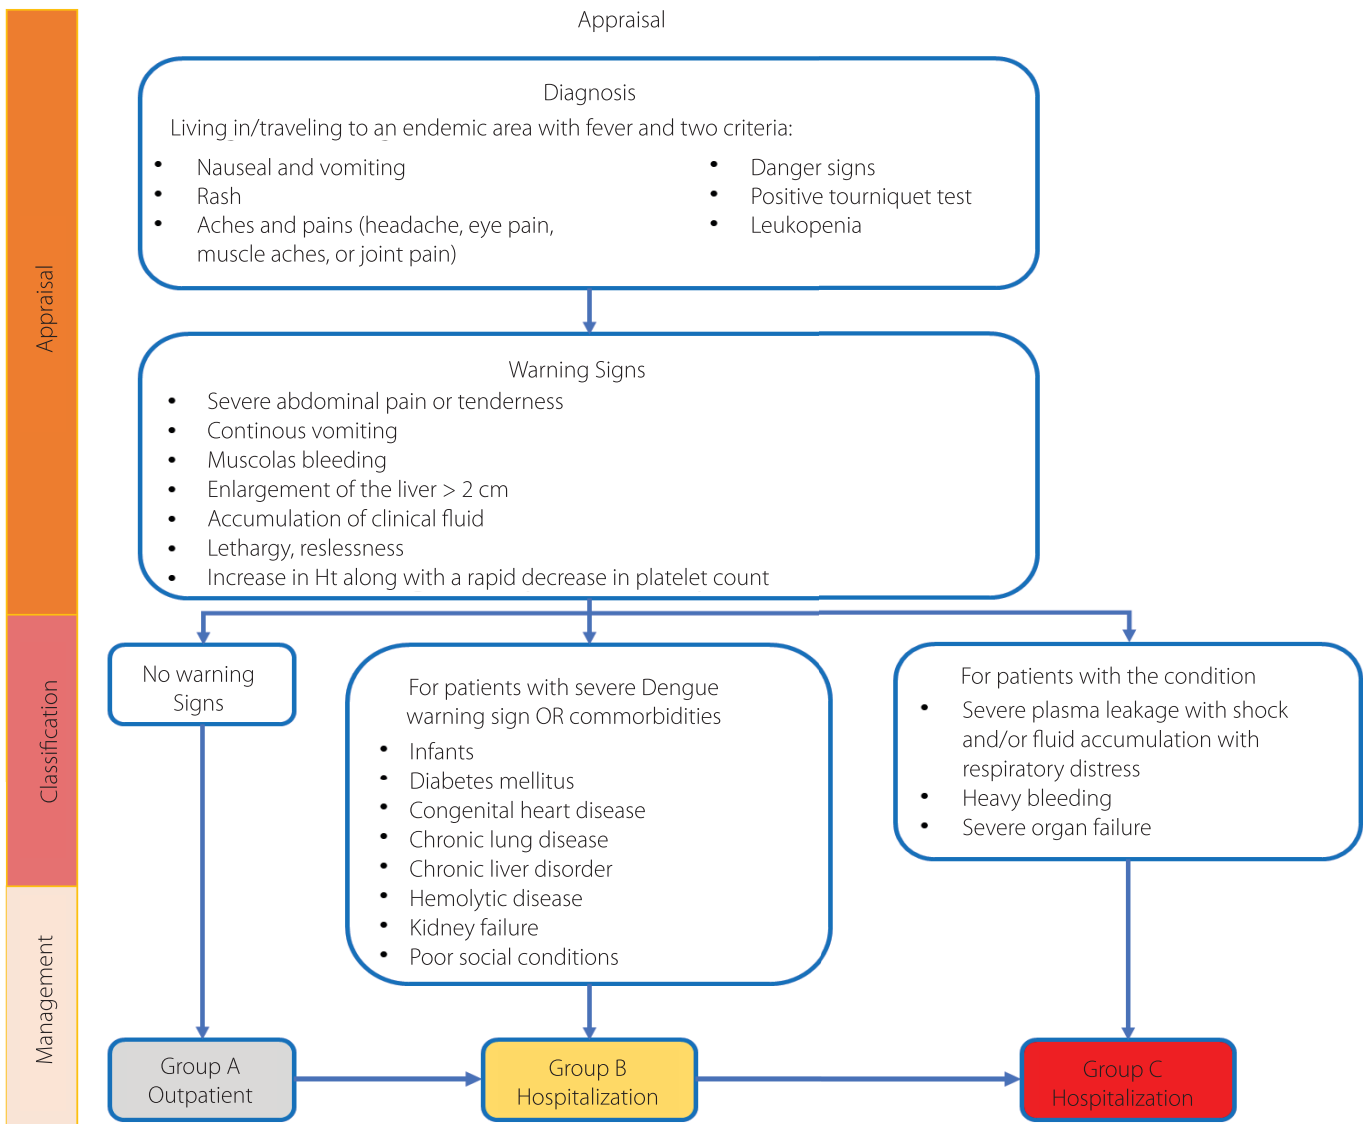 Appraisal
Appraisal
Diagnosis
Living in/traveling to an endemic area with fever and two criteria:
• Nauseal and vomiting
• Rash
• Aches and pains (headache, eye pain,
muscle aches, or joint pain)
• Danger signs
• Positive tourniquet test
• Leukopenia
Warning Signs
• Severe abdominal pain or tenderness
• Continous vomiting
• Muscolas bleeding
• Enlargement of the liver > 2 cm
• Accumulation of clinical fluid
• Lethargy, reslessness
• Increase in Ht along with a rapid decrease in platelet count
Classification
No warning
Signs
For patients with severe Dengue
warning sign OR commorbidities
• Infants
• Diabetes mellitus
• Congenital heart disease
• Chronic lung disease
• Chronic liver disorder
• Hemolytic disease
• Kidney failure
• Poor social conditions
For patients with the condition
• Severe plasma leakage with shock
and/or fluid accumulation with
respiratory distress
• Heavy bleeding
• Severe organ failure
Management
Group A
Outpatient
Group B
Hospitalization
Group C
Hospitalization